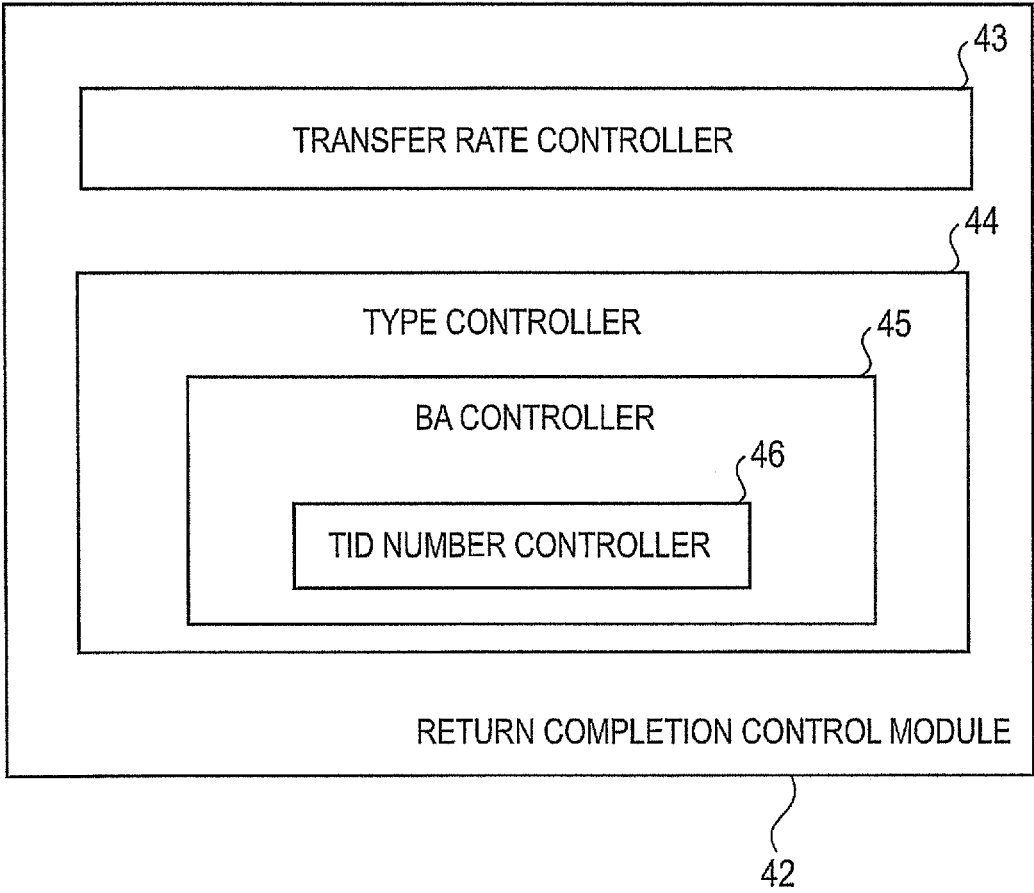 43
TRANSFER RATE CONTROLLER
44
TYPE CONTROLLER
45
BA CONTROLLER
46
TID NUMBER CONTROLLER
RETURN COMPLETION CONTROL MODULE
42